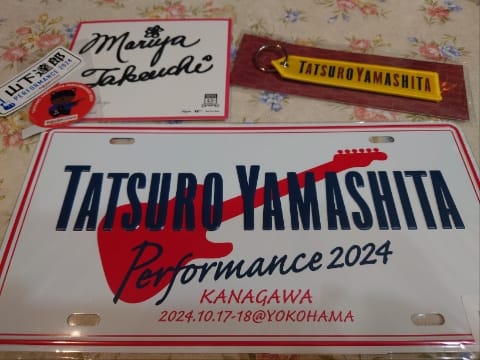 Mariya
Takeuchi
TATSURO YAMASHITA
山下達郎
PERFORMANCE 2024
TATSURO YAMASHITA
Performance 2024
KANAGAWA
2024.10.17-18@YOKOHAMA